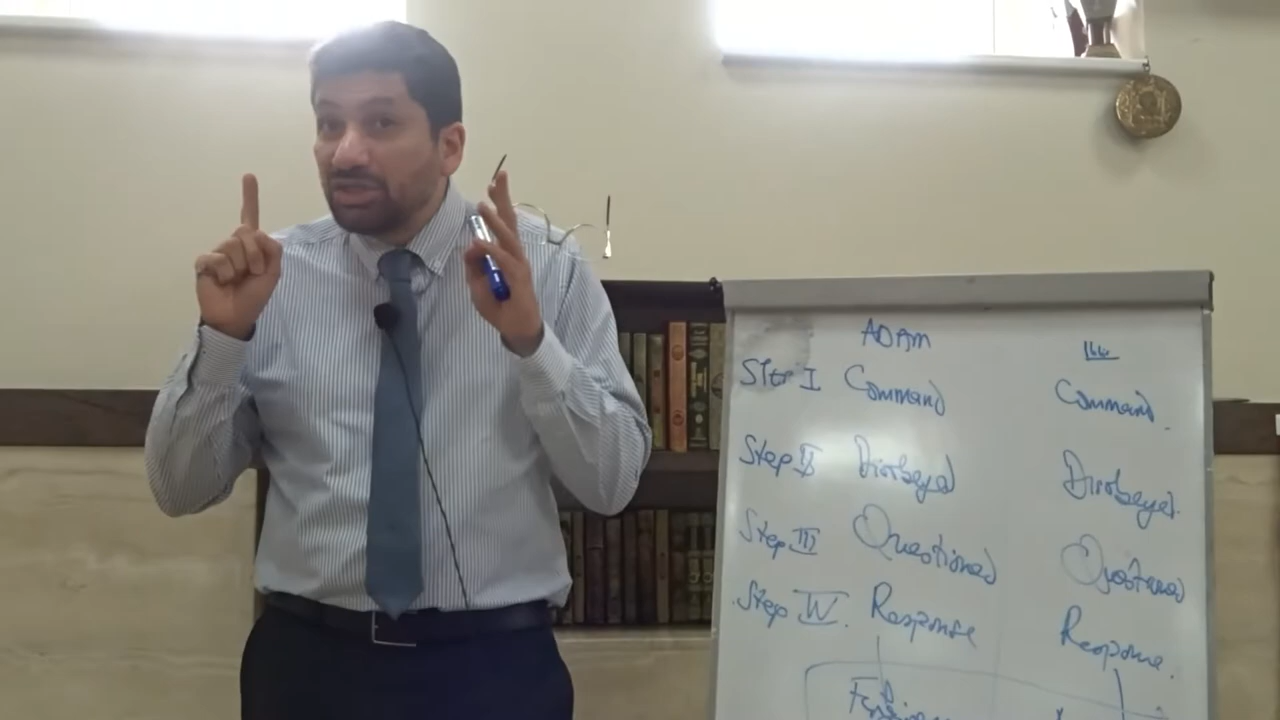 ADAM
Step I Command Command.
Step II Disobeyed Disobeyed.
Step III Questioned Questioned
Step IV. Response Response.